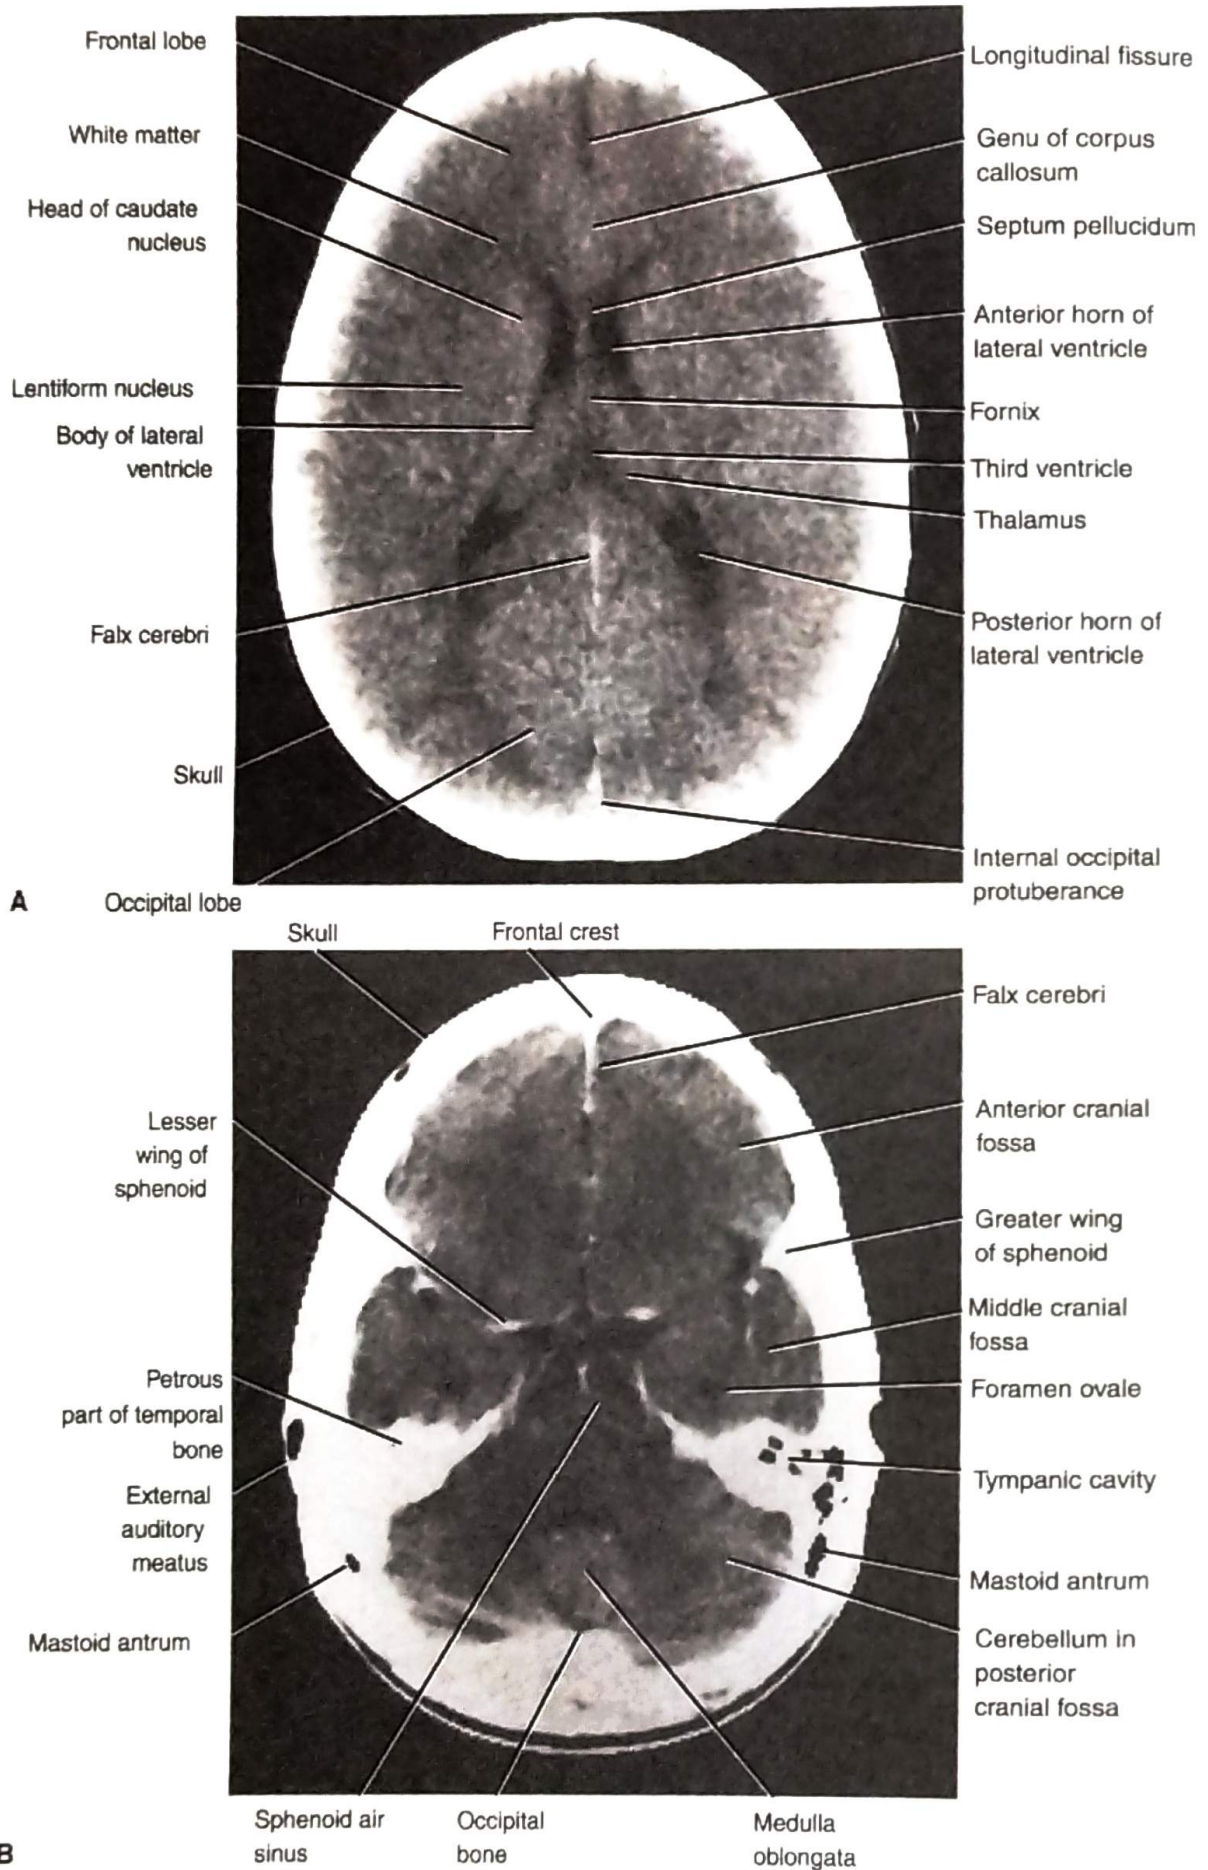 Frontal lobe
White matter
Head of caudate
nucleus
Lentiform nucleus
Body of lateral
ventricle
Falx cerebri
Skull
Occipital lobe
Longitudinal fissure
Genu of corpus
callosum
Septum pellucidum
Anterior horn of
lateral ventricle
Fornix
Third ventricle
Thalamus
Posterior horn of
lateral ventricle
Internal occipital
protuberance
A
Skull
Frontal crest
Lesser
wing of
sphenoid
Petrous
part of temporal
bone
External
auditory
meatus
Mastoid antrum
Falx cerebri
Anterior cranial
fossa
Greater wing
of sphenoid
Middle cranial
fossa
Foramen ovale
Tympanic cavity
Mastoid antrum
Cerebellum in
posterior
cranial fossa
Sphenoid air
sinus
Occipital
bone
Medulla
oblongata
B